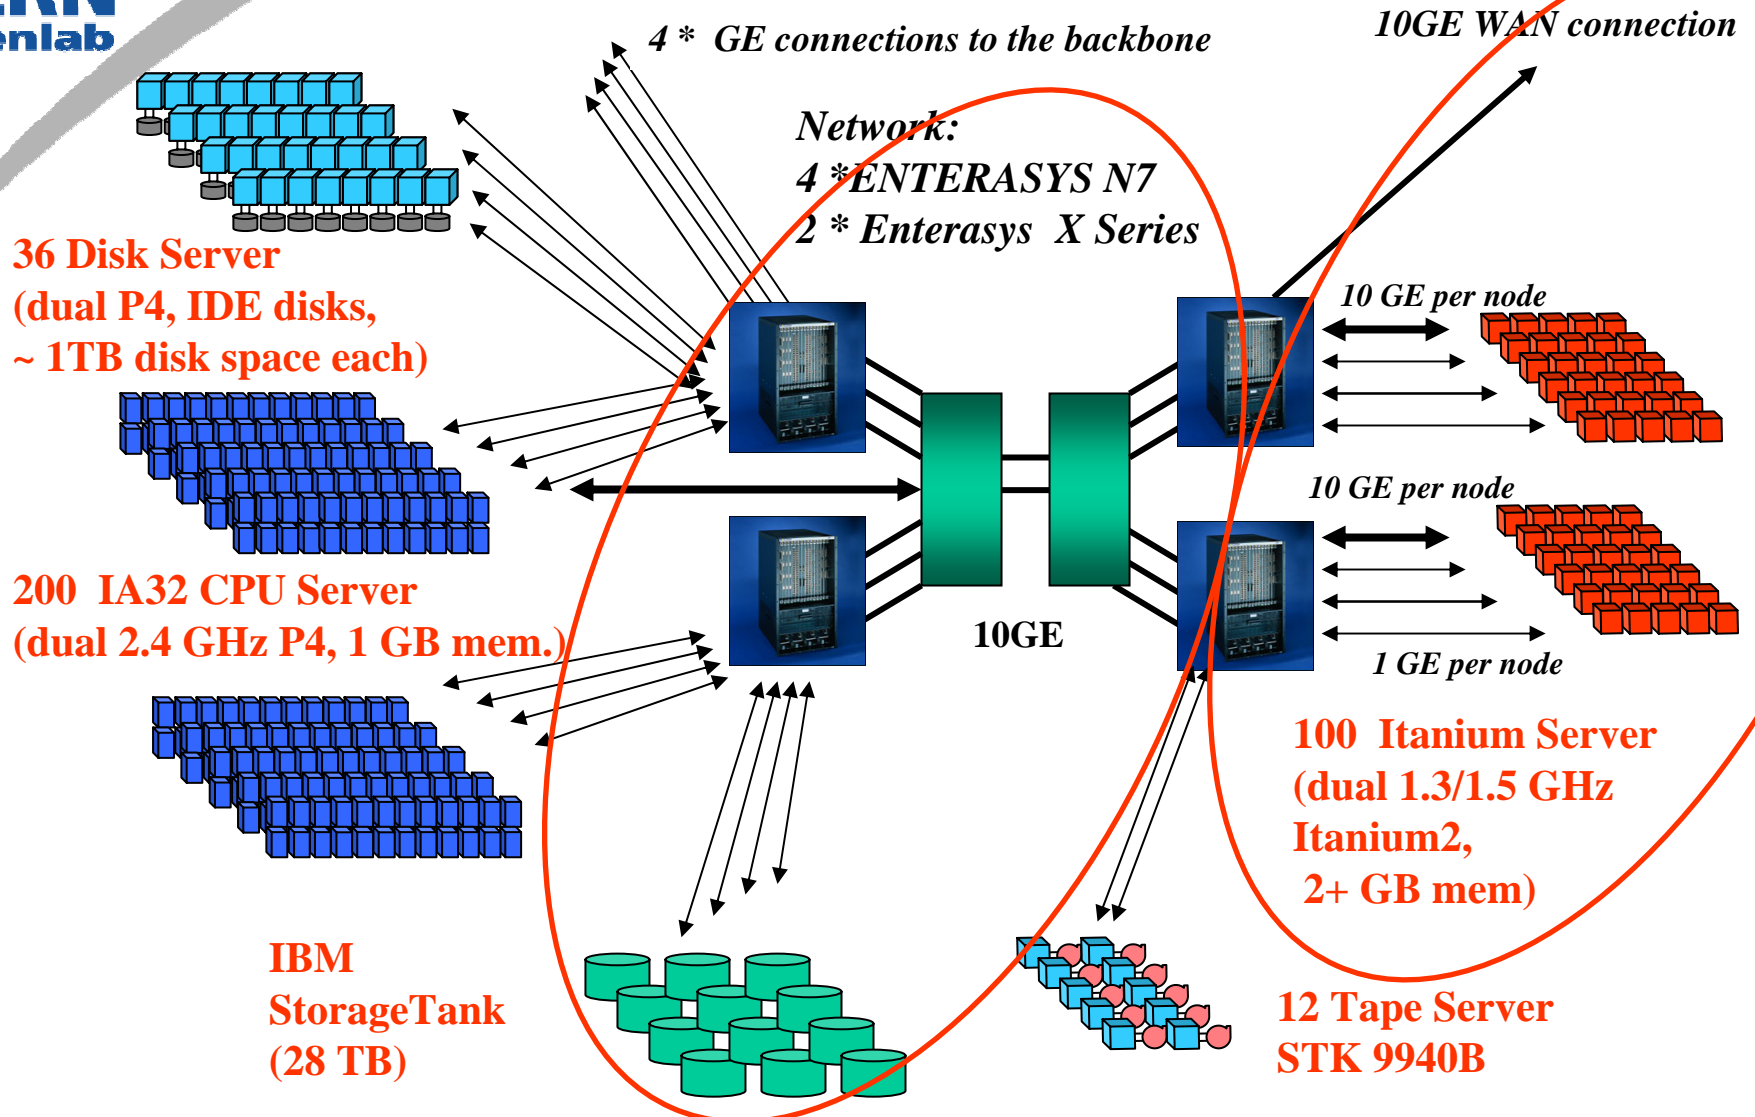 enlab
4 * GE connections to the backbone
10GE WAN connection
Network:
4 *ENTERASYS N7
2 * Enterasys X Series
36 Disk Server
(dual P4, IDE disks,
~ 1TB disk space each)
10 GE per node
10 GE per node
200 IA32 CPU Server
(dual 2.4 GHz P4, 1 GB mem.)
10GE
1 GE per node
100 Itanium Server
(dual 1.3/1.5 GHz
Itanium2,
2+ GB mem)
IBM
StorageTank
(28 TB)
12 Tape Server
STK 9940B